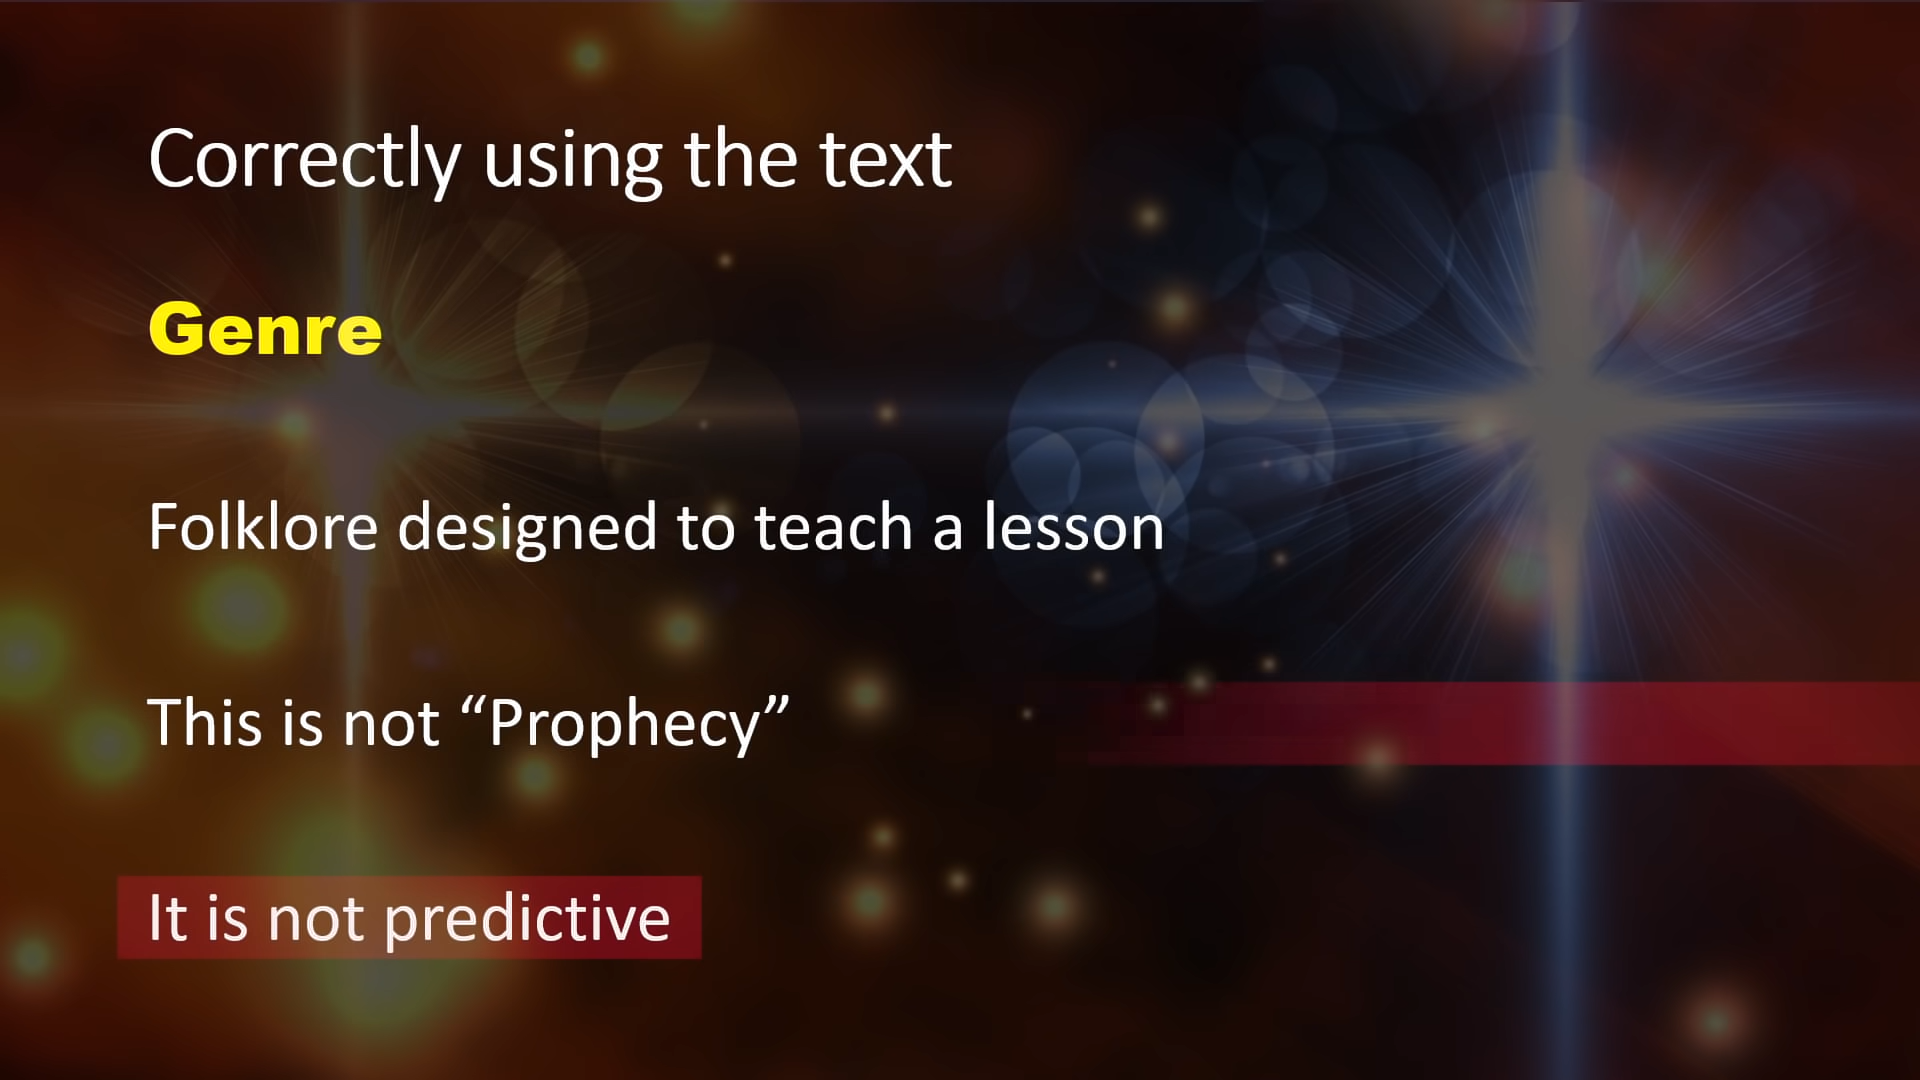 Correctly using the text
Genre
Folklore designed to teach a lesson
This is not “Prophecy”
It is not predictive